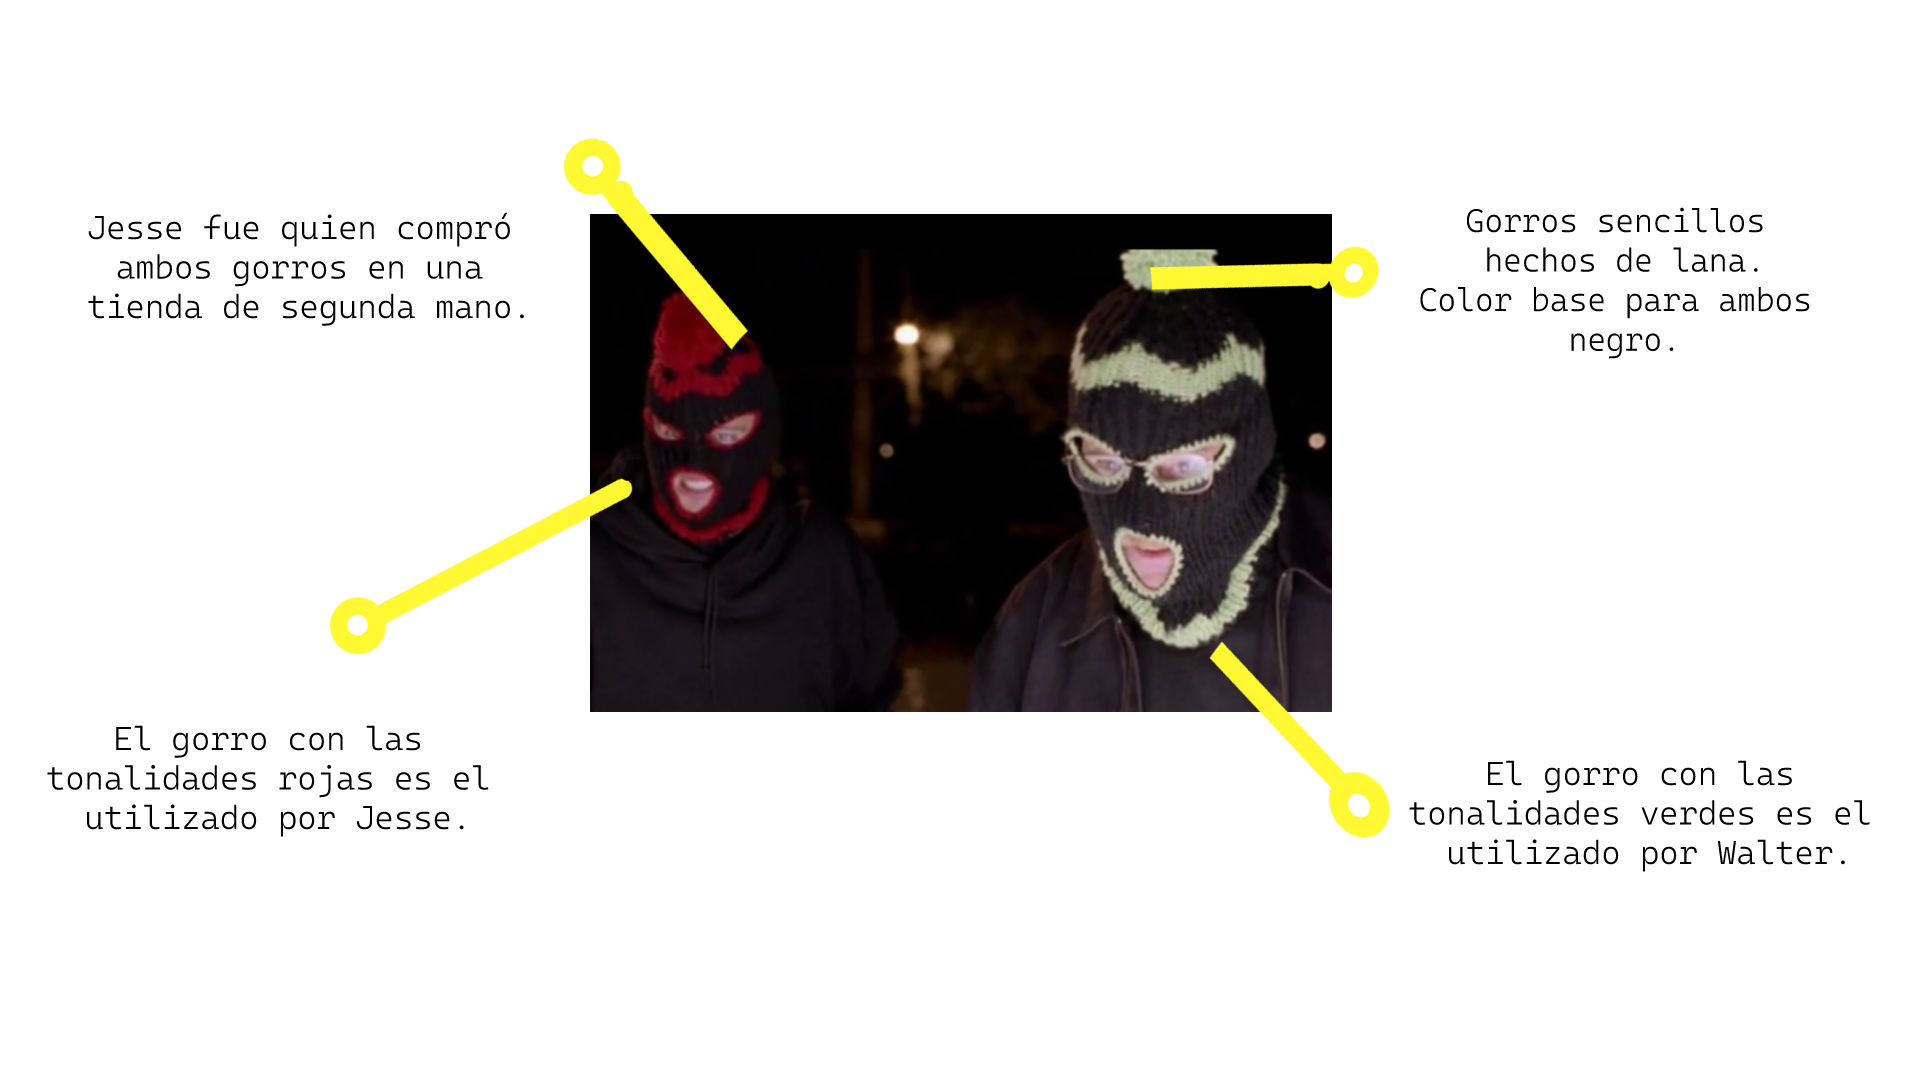 Jesse fue quien compró
ambos gorros en una
tienda de segunda mano.
Gorros sencillos
hechos de lana.
Color base para ambos
negro.
El gorro con las
tonalidades rojas es el
utilizado por Jesse.
El gorro con las
tonalidades verdes es el
utilizado por Walter.